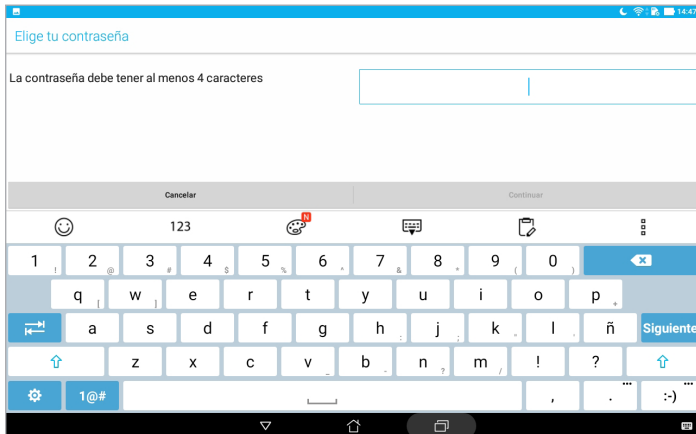 14:47
Elige tu contraseña
La contraseña debe tener al menos 4 caracteres
Cancelar Continuar
123 N
1 ! 2 @ 3 # 4 $ 5 % 6 ^ 7 & 8 * 9 ( 0 )
q [ w ] e r t y u i o p +
a s d f g h : j ; k " l ' ñ Siguiente
z x c v _ b - n ? m / ! ?
1@# , . ... :-) ...